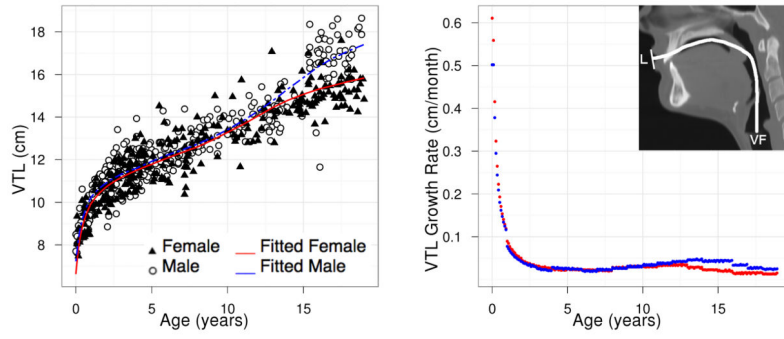 18
16
14
12
10
8
VTL (cm)
Female
Male
Fitted Female
Fitted Male
0
5
10
15
Age (years)
0.6
0.5
0.4
0.3
0.2
0.1
VTL Growth Rate (cm/month)
L
VF
0
5
10
15
Age (years)